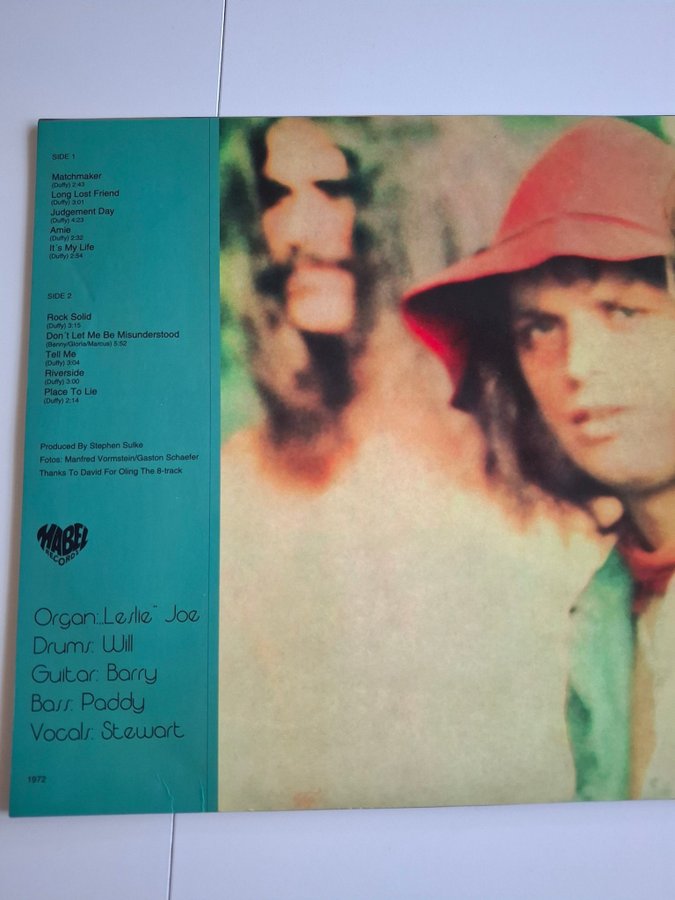 SIDE 1
Matchmaker
(Duffy) 2:43
Long Lost Friend
(Duffy) 3:01
Judgement Day
(Duffy) 4:23
Amie
(Duffy) 2:32
It´s My Life
(Duffy) 2:54
SIDE 2
Rock Solid
(Duffy) 3:15
Don´t Let Me Be Misunderstood
(Benny/Gloria/Marcus) 5:52
Tell Me
(Duffy) 3:04
Riverside
(Duffy) 3:00
Place To Lie
(Duffy) 2:14
Produced By Stephen Sulke
Fotos: Manfred Vormstein/Gaston Schaefer
Thanks To David For Oling The 8-track
MABEL
RECORDS
Organ: „Leslie“ Joe
Drums: Will
Guitar: Barry
Bass: Paddy
Vocals: Stewart
1972